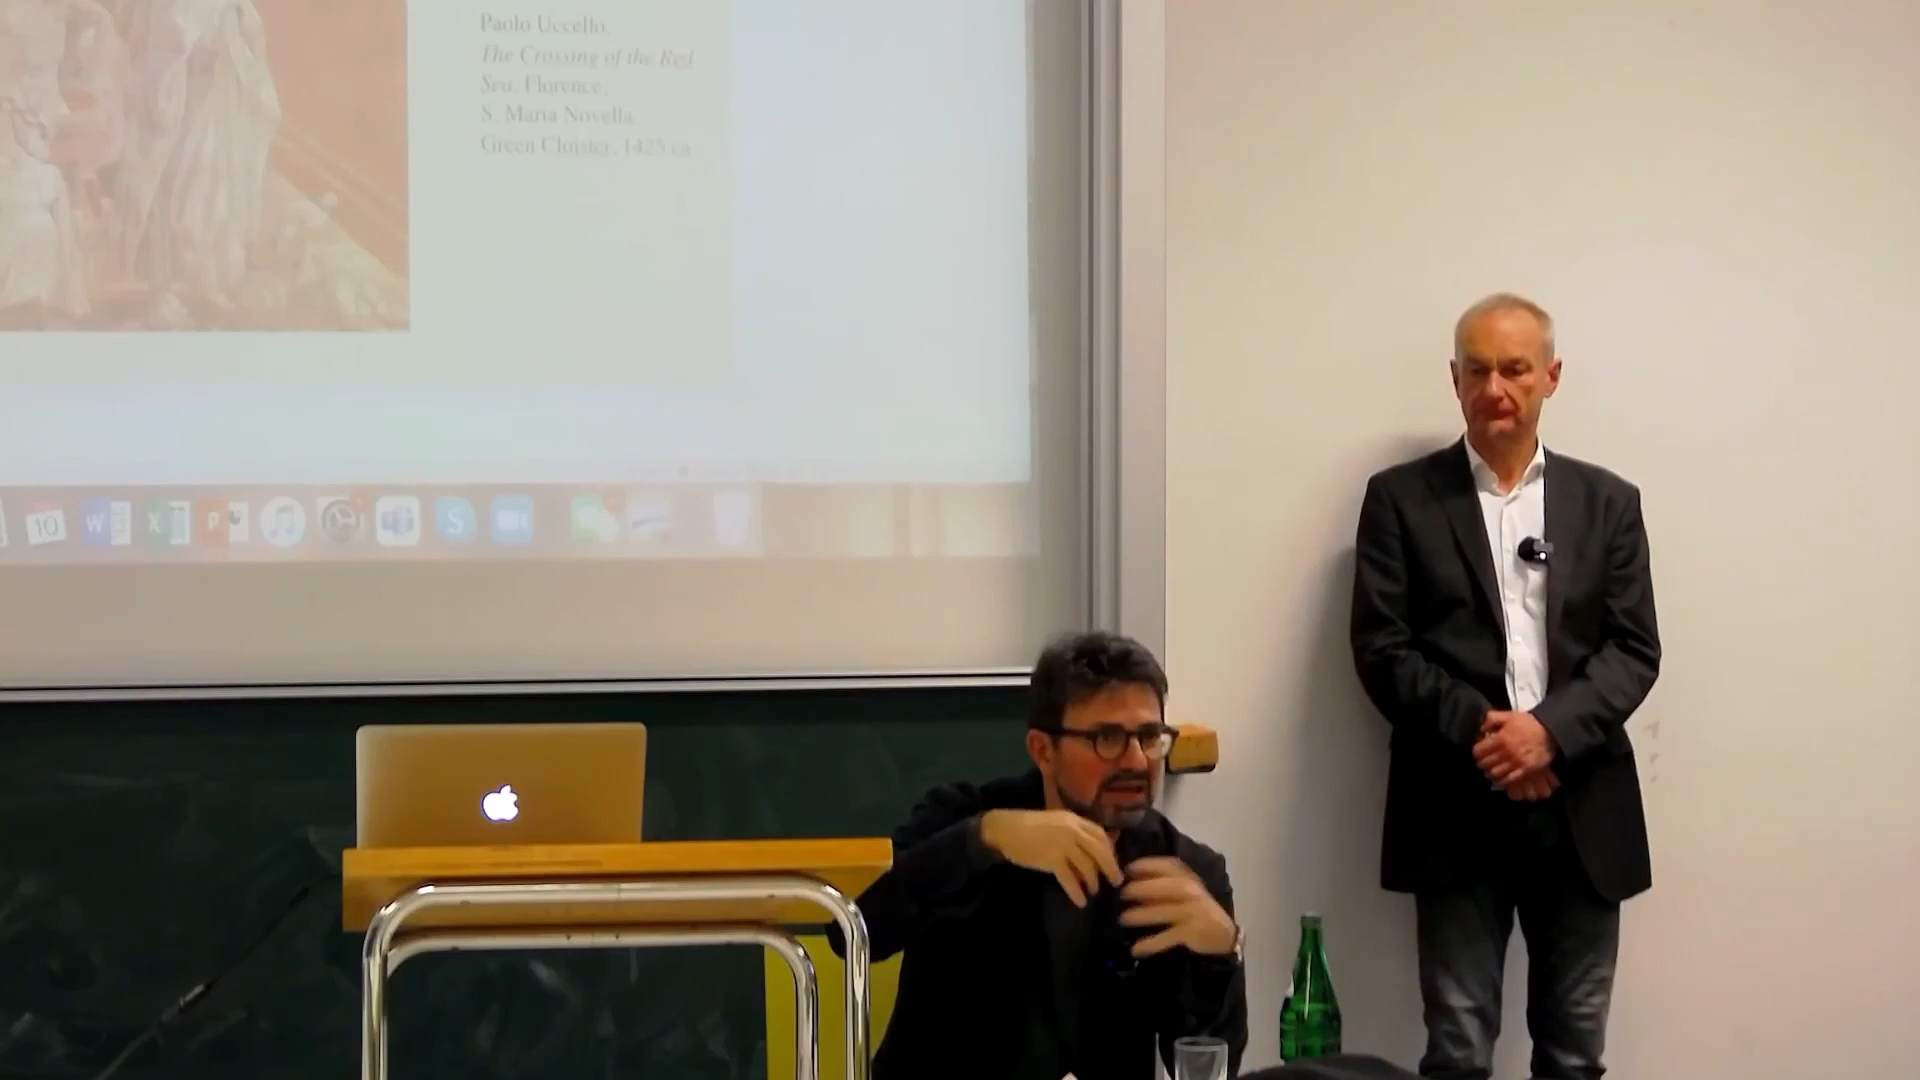 Paolo Uccello,
The Crossing of the Red
Sea, Florence,
S. Maria Novella,
Green Cloister, 1425 ca
10
W
X
P
S